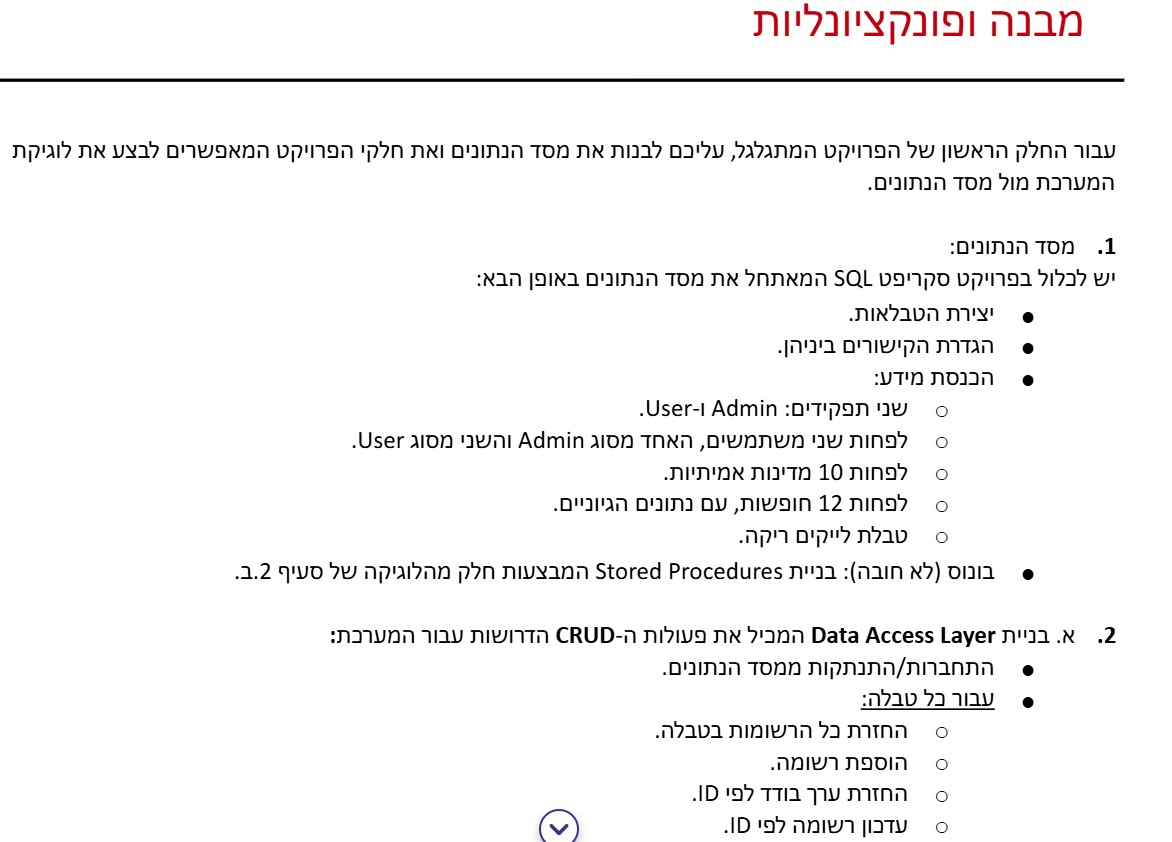 מבנה ופונקציונליות
עבור החלק הראשון של הפרויקט המתגלגל, עליכם לבנות את מסד הנתונים ואת חלקי הפרויקט המאפשרים לבצע את לוגיקת
המערכת מול מסד הנתונים.
1. מסד הנתונים:
יש לכלול בפרויקט סקריפט SQL המאתחל את מסד הנתונים באופן הבא:
● יצירת הטבלאות.
● הגדרת הקישורים ביניהן.
● הכנסת מידע:
○ שני תפקידים: Admin ו-User.
○ לפחות שני משתמשים, האחד מסוג Admin והשני מסוג User.
○ לפחות 10 מדינות אמיתיות.
○ לפחות 12 חופשות, עם נתונים הגיוניים.
○ טבלת לייקים ריקה.
● בונוס (לא חובה): בניית Stored Procedures המבצעות חלק מהלוגיקה של סעיף 2.ב.
2. א. בניית Data Access Layer המכיל את פעולות ה-CRUD הדרושות עבור המערכת:
● התחברות/התנתקות ממסד הנתונים.
● עבור כל טבלה:
○ החזרת כל הרשומות בטבלה.
○ הוספת רשומה.
○ החזרת ערך בודד לפי ID.
○ עדכון רשומה לפי ID.